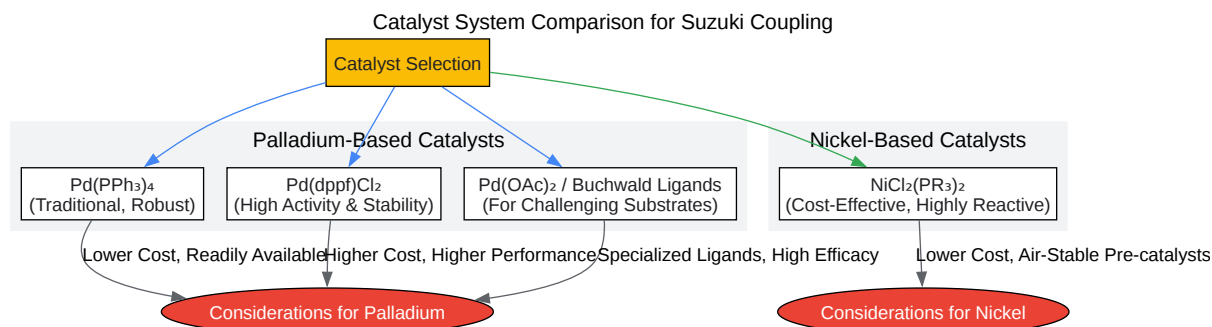 Catalyst System Comparison for Suzuki Coupling
Catalyst Selection
Palladium-Based Catalysts
Nickel-Based Catalysts
Pd(PPh₃)₄
(Traditional, Robust)
Pd(dppf)Cl₂
(High Activity & Stability)
Pd(OAc)₂ / Buchwald Ligands
(For Challenging Substrates)
NiCl₂(PR₃)₂
(Cost-Effective, Highly Reactive)
Lower Cost, Readily Available
Higher Cost, Higher Performance
Specialized Ligands, High Efficacy
Lower Cost, Air-Stable Pre-catalysts
Considerations for Palladium
Considerations for Nickel